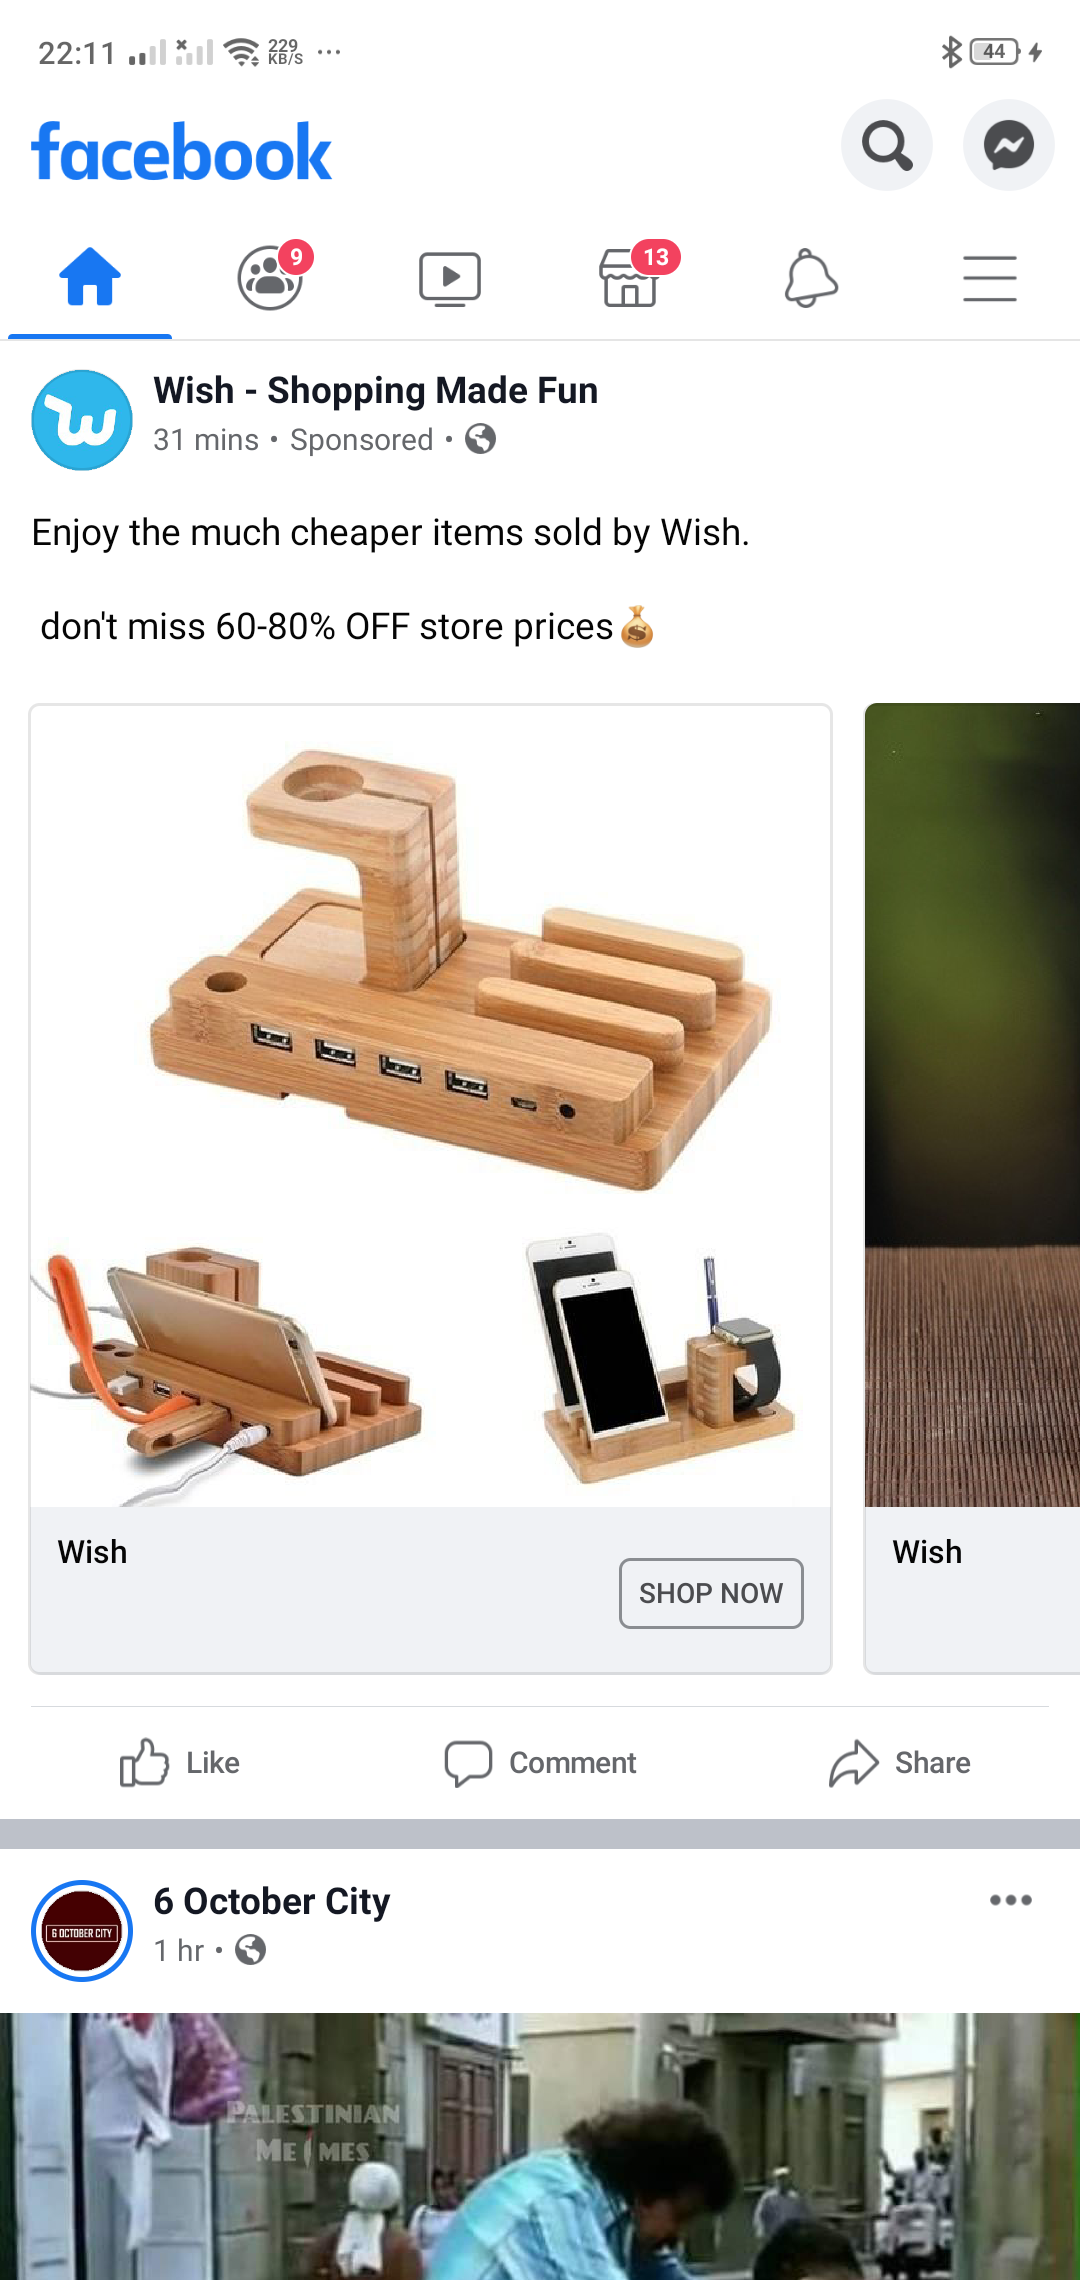 22:11 229 KB/S ... 44
facebook
9
13
Wish - Shopping Made Fun
31 mins • Sponsored •
Enjoy the much cheaper items sold by Wish.
don't miss 60-80% OFF store prices💰
Wish
SHOP NOW
Wish
Like
Comment
Share
6 OCTOBER CITY
6 October City
1 hr •
PALESTINIAN
MEMES